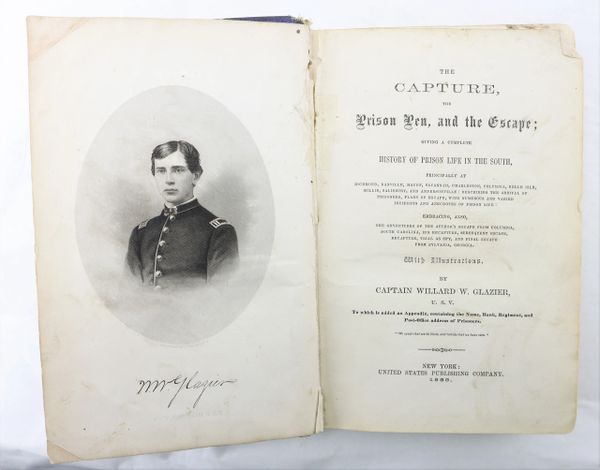 W W Glazier
THE
CAPTURE,
THE
Prison Pen, and the Escape;
GIVING A COMPLETE
HISTORY OF PRISON LIFE IN THE SOUTH,
PRINCIPALLY AT
RICHMOND, DANVILLE, MACON, SAVANNAH, CHARLESTON, COLUMBIA, BELLE ISLE,
MILLIN, SALISBURY, AND ANDERSONVILLE: DESCRIBING THE ARRIVAL OF
PRISONERS, PLANS OF ESCAPE, WITH NUMEROUS AND VARIED
INCIDENTS AND ANECDOTES OF PRISON LIFE:
EMBRACING, ALSO,
THE ADVENTURES OF THE AUTHOR'S ESCAPE FROM COLUMBIA,
SOUTH CAROLINA, HIS RECAPTURE, SUBSEQUENT ESCAPE,
RECAPTURE, TRIAL AS SPY, AND FINAL ESCAPE
FROM SYLVANIA, GEORGIA.
With Illustrations.
BY
CAPTAIN WILLARD W. GLAZIER,
U. S. V.
To which is added an Appendix, containing the Name, Rank, Regiment, and
Post-Office address of Prisoners.
NEW YORK:
UNITED STATES PUBLISHING COMPANY.
1868.